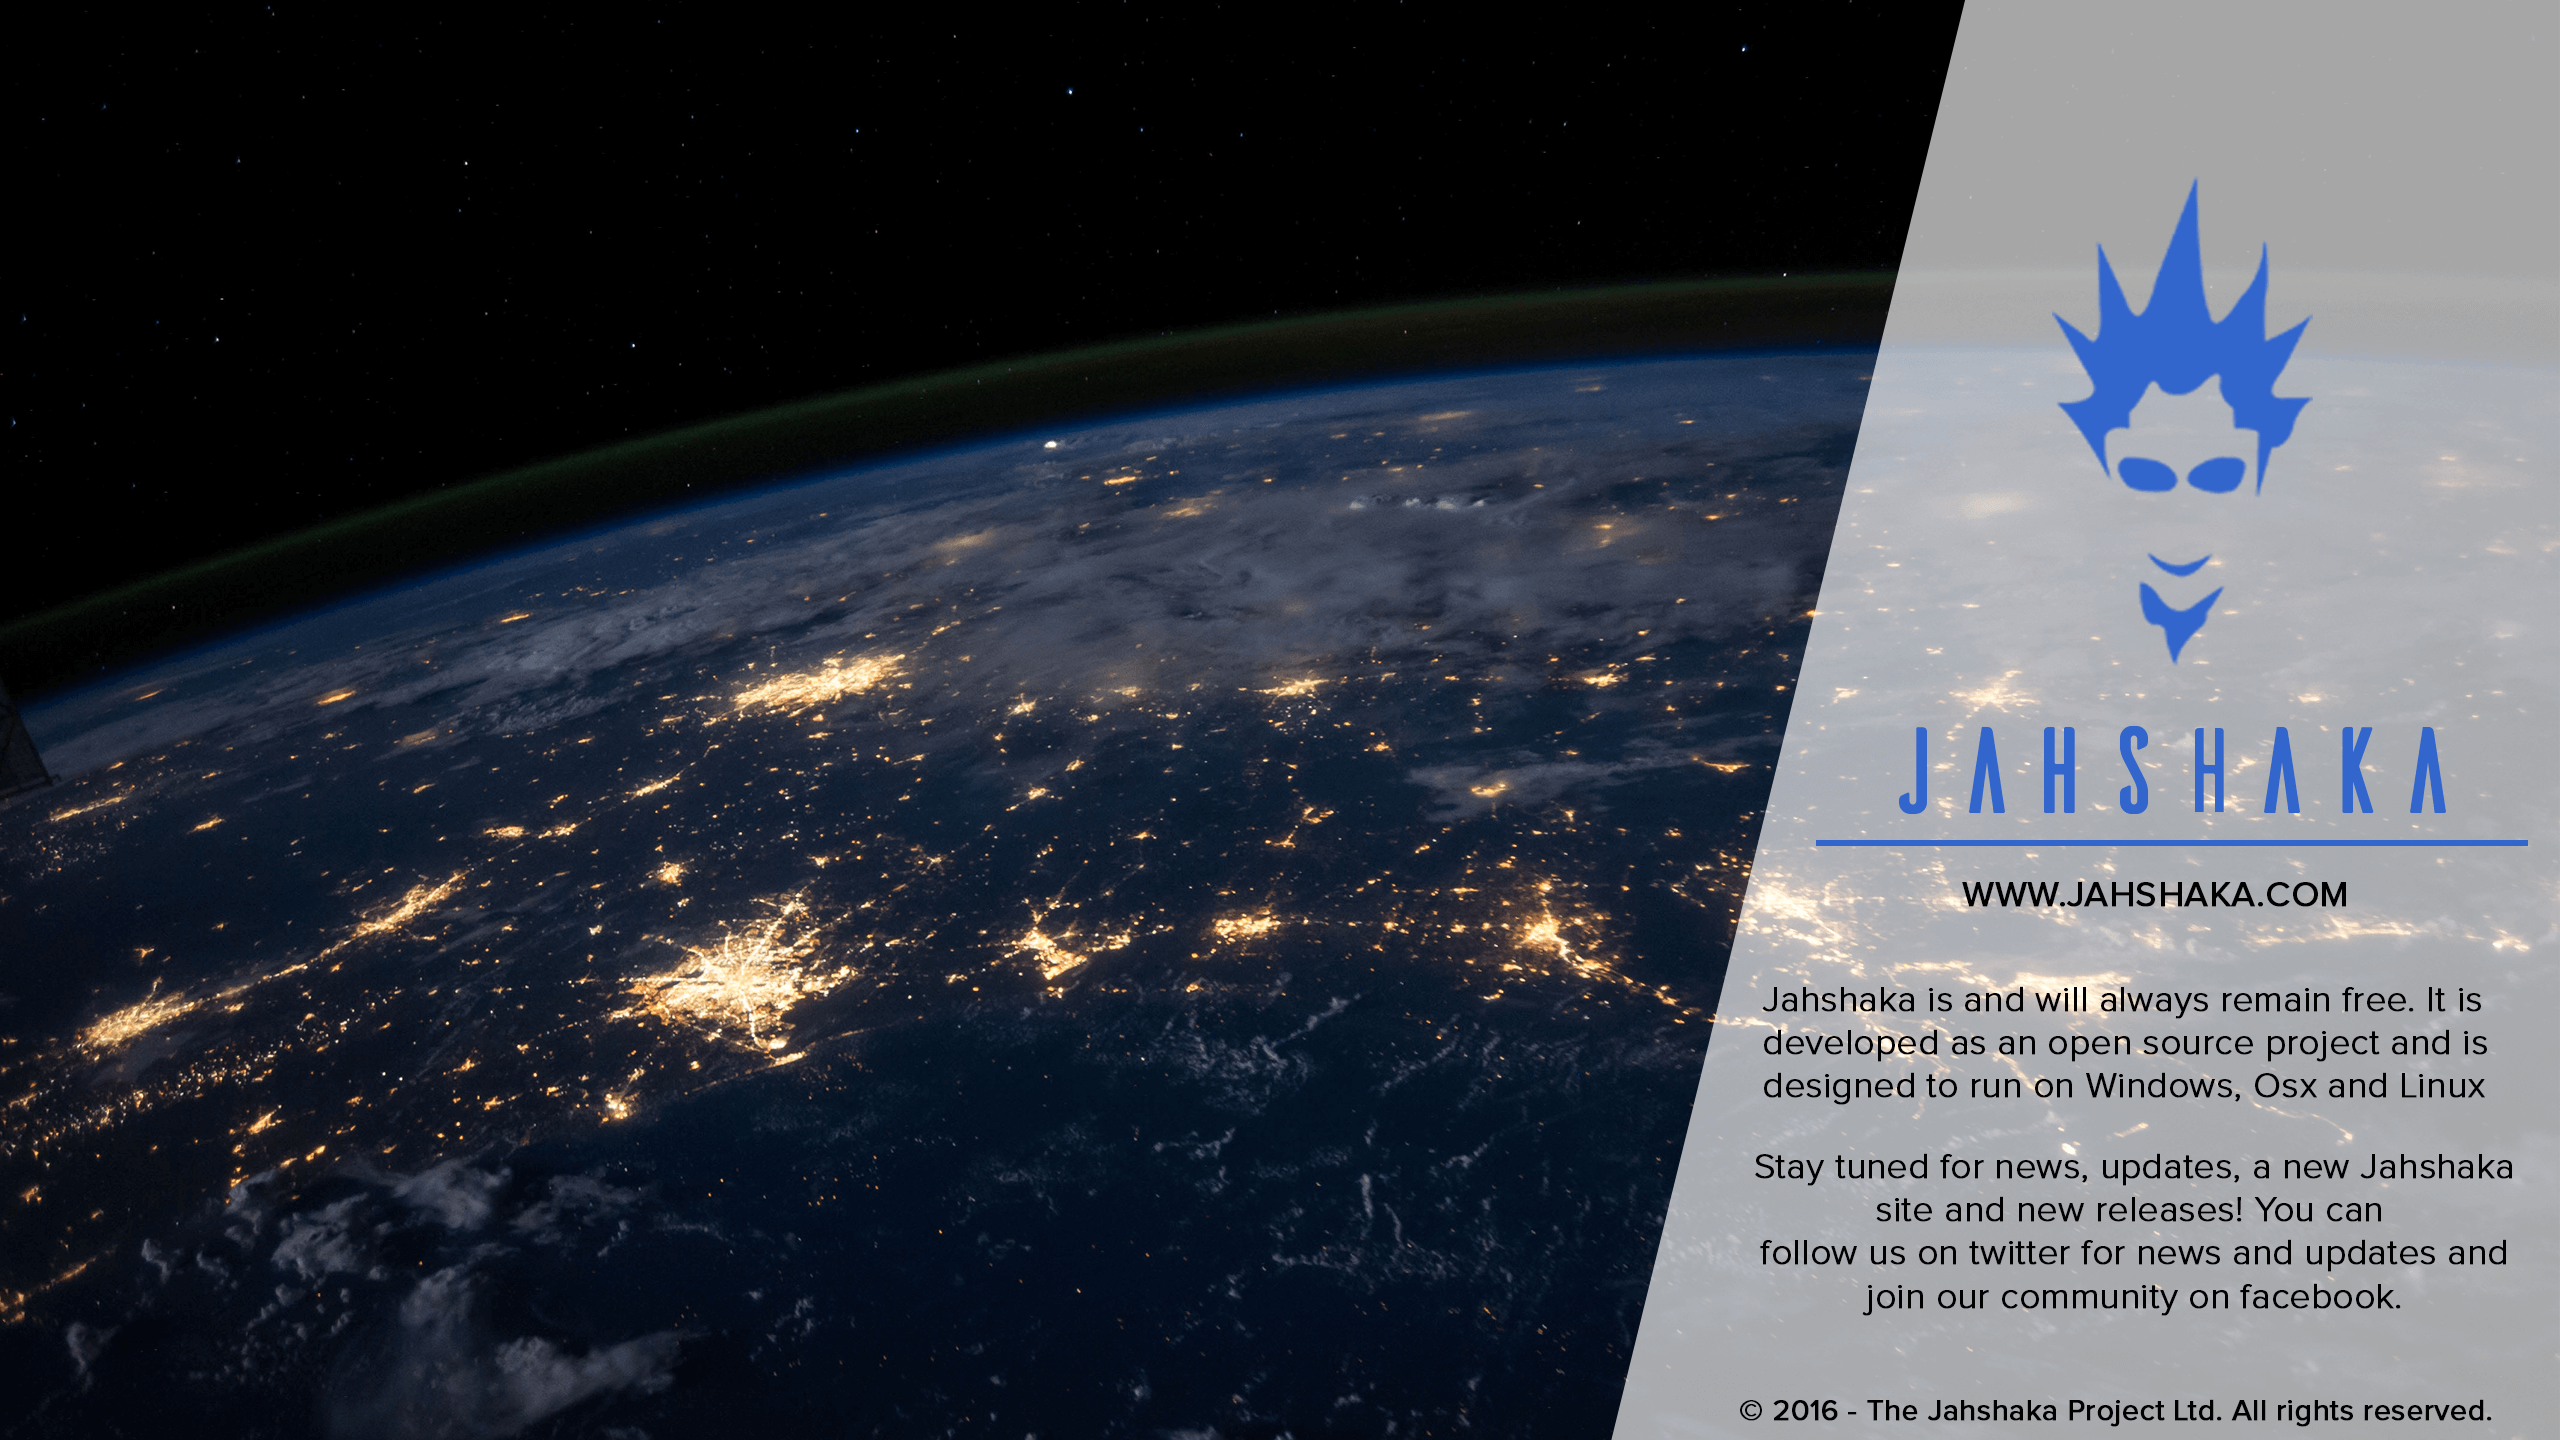 JAHSHAKA
WWW.JAHSHAKA.COM
Jahshaka is and will always remain free. It is
developed as an open source project and is
designed to run on Windows, Osx and Linux
Stay tuned for news, updates, a new Jahshaka
site and new releases! You can
follow us on twitter for news and updates and
join our community on facebook.
© 2016 - The Jahshaka Project Ltd. All rights reserved.